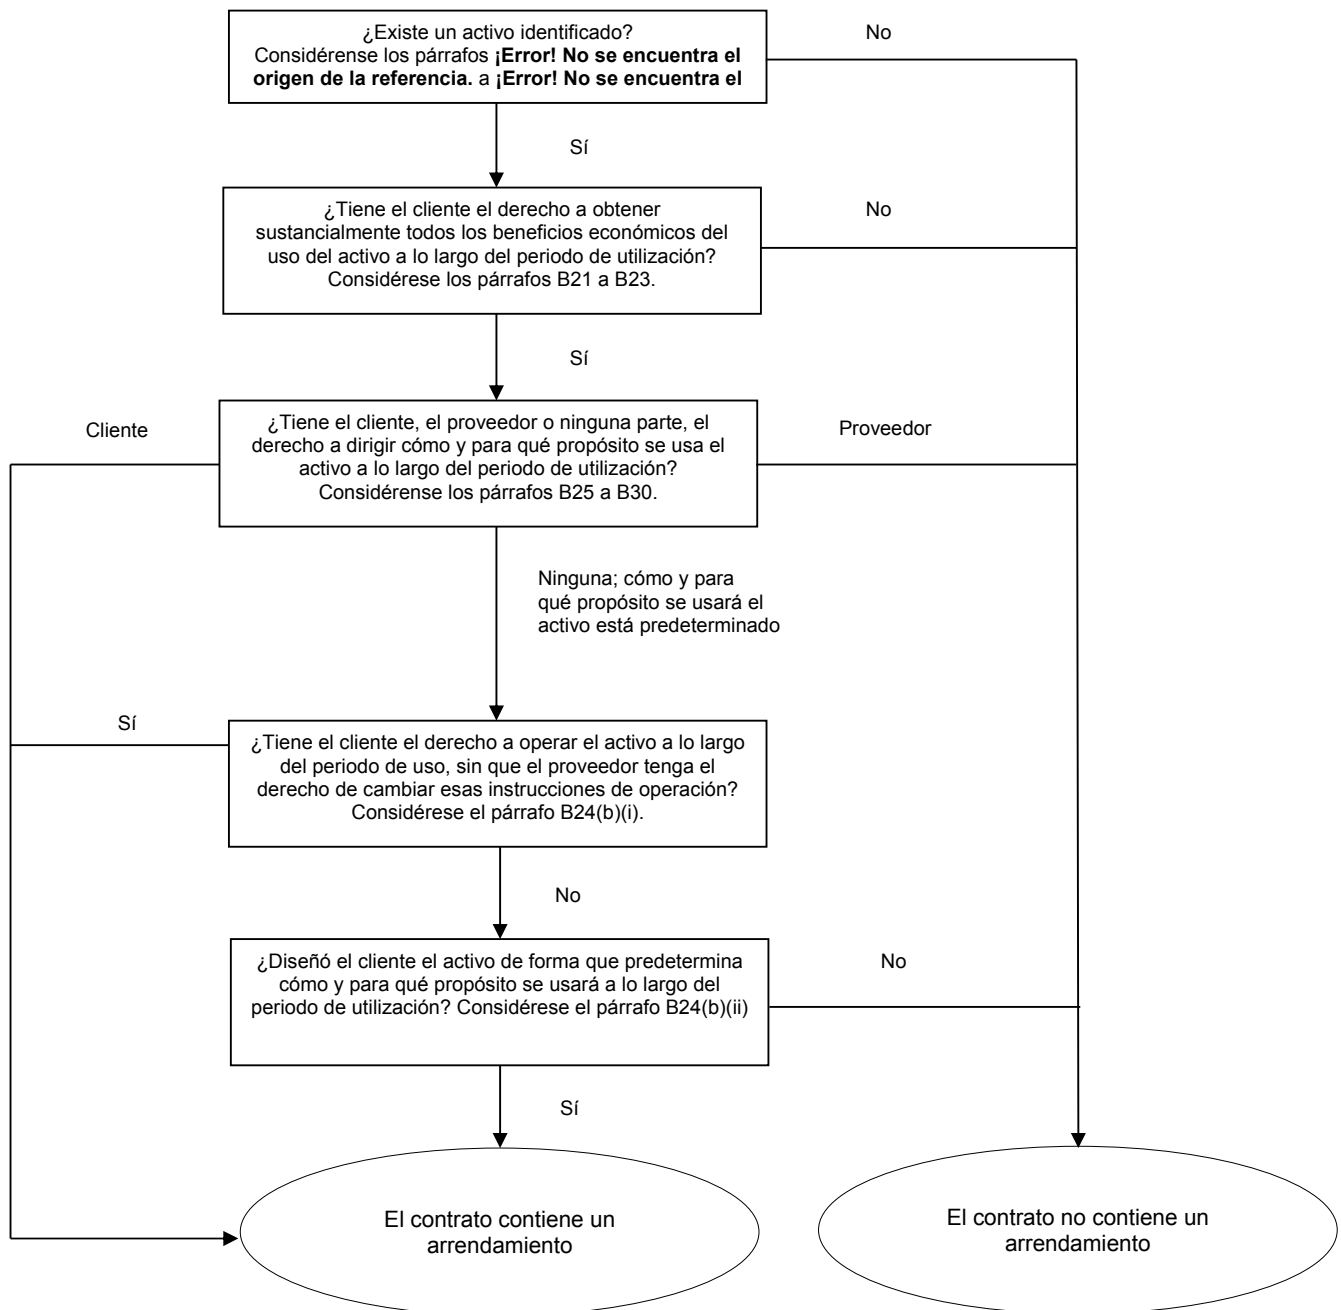 ¿Existe un activo identificado?
Considérense los párrafos ¡Error! No se encuentra el
origen de la referencia. a ¡Error! No se encuentra el
No
Sí
¿Tiene el cliente el derecho a obtener
sustancialmente todos los beneficios económicos del
uso del activo a lo largo del periodo de utilización?
Considérese los párrafos B21 a B23.
No
Sí
Cliente
¿Tiene el cliente, el proveedor o ninguna parte, el
derecho a dirigir cómo y para qué propósito se usa el
activo a lo largo del periodo de utilización?
Considérense los párrafos B25 a B30.
Proveedor
Ninguna; cómo y para
qué propósito se usará el
activo está predeterminado
Sí
¿Tiene el cliente el derecho a operar el activo a lo largo
del periodo de uso, sin que el proveedor tenga el
derecho de cambiar esas instrucciones de operación?
Considérese el párrafo B24(b)(i).
No
¿Diseñó el cliente el activo de forma que predetermina
cómo y para qué propósito se usará a lo largo del
periodo de utilización? Considérese el párrafo B24(b)(ii)
No
Sí
El contrato contiene un
arrendamiento
El contrato no contiene un
arrendamiento